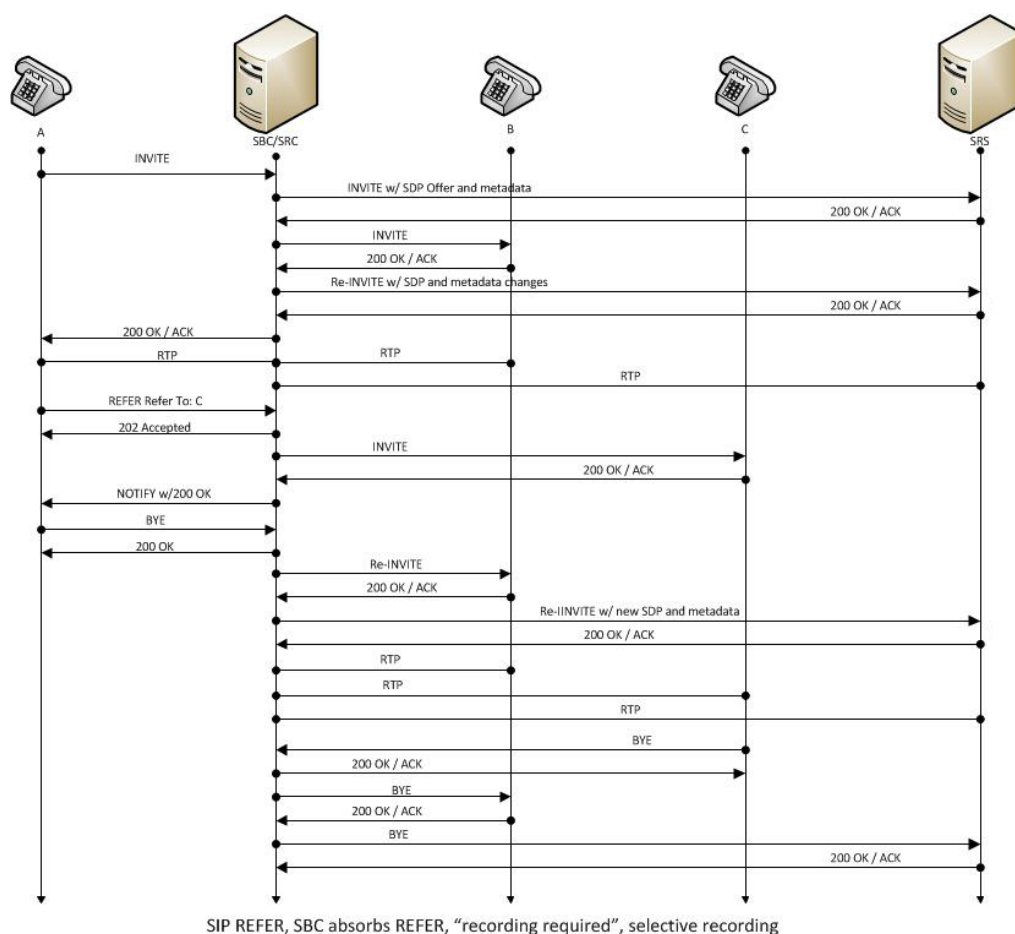 A
SBC/SRC
B
C
SRS
INVITE
INVITE w/ SDP Offer and metadata
200 OK / ACK
INVITE
200 OK / ACK
Re-INVITE w/ SDP and metadata changes
200 OK / ACK
200 OK / ACK
RTP
RTP
RTP
REFER Refer To: C
202 Accepted
INVITE
200 OK / ACK
NOTIFY w/200 OK
BYE
200 OK
Re-INVITE
200 OK / ACK
Re-IINVITE w/ new SDP and metadata
200 OK / ACK
RTP
RTP
RTP
BYE
200 OK / ACK
BYE
200 OK / ACK
BYE
200 OK / ACK
SIP REFER, SBC absorbs REFER, “recording required”, selective recording